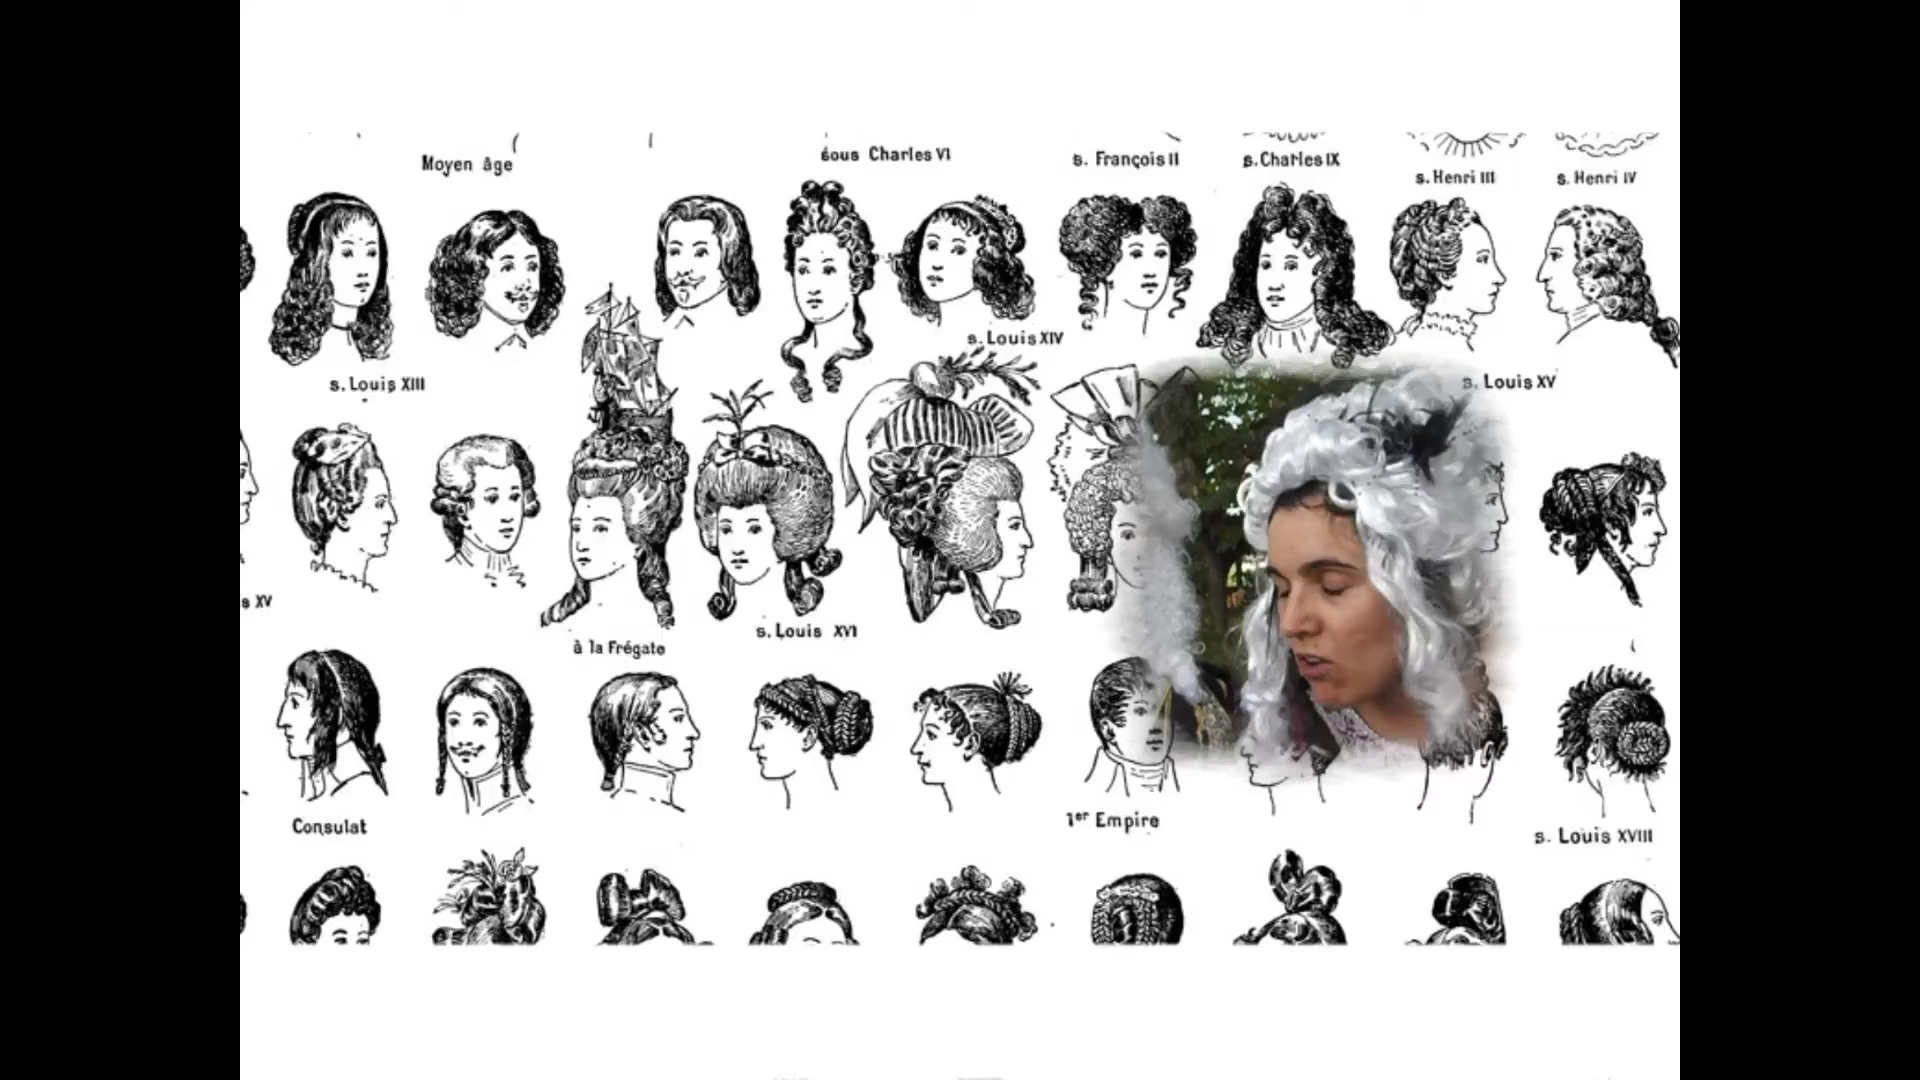 Moyen âge
sous Charles VI
s. François II
s. Charles IX
s. Henri III
s. Henri IV
s. Louis XIV
s. Louis XIII
s. Louis XV
s XV
s. Louis XVI
à la Frégate
Consulat
1er Empire
s. Louis XVIII